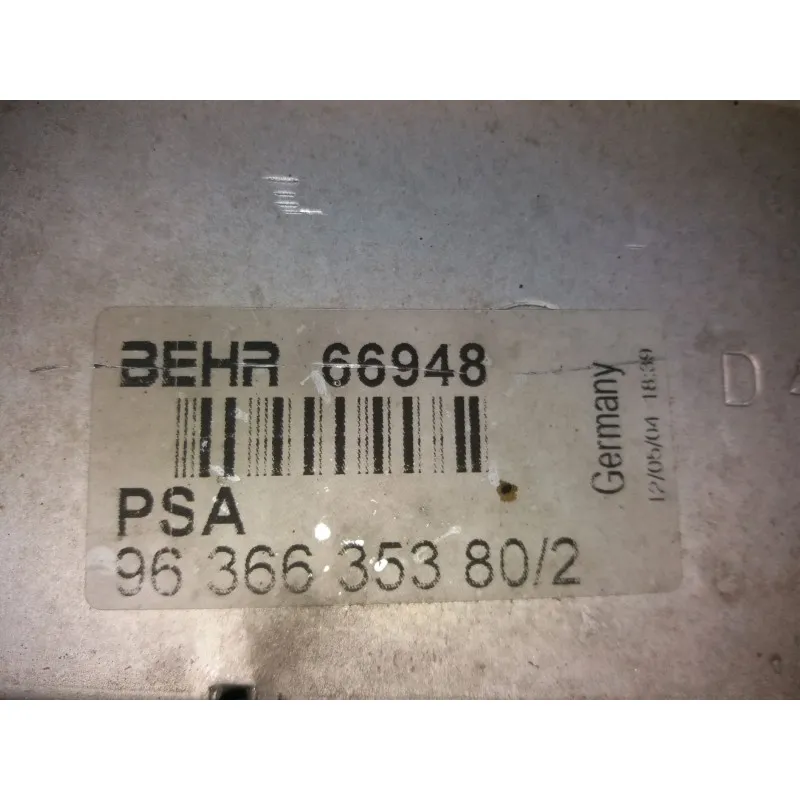 BEHR 66948
PSA
96 366 353 80/2
Germany
12/05/04 18:39
D